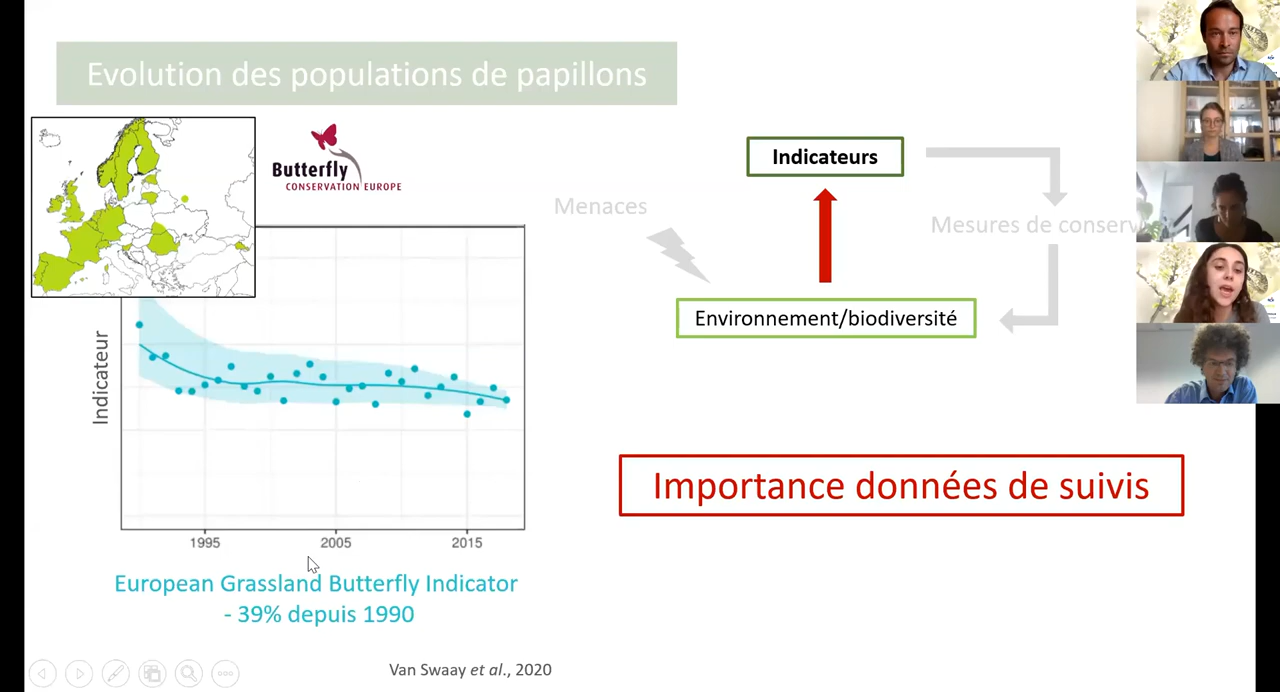 Evolution des populations de papillons
Butterfly
CONSERVATION EUROPE
Indicateurs
Menaces
Mesures de conserv
Environnement/biodiversité
Indicateur
1995 2005 2015
Importance données de suivis
European Grassland Butterfly Indicator
- 39% depuis 1990
Van Swaay et al., 2020